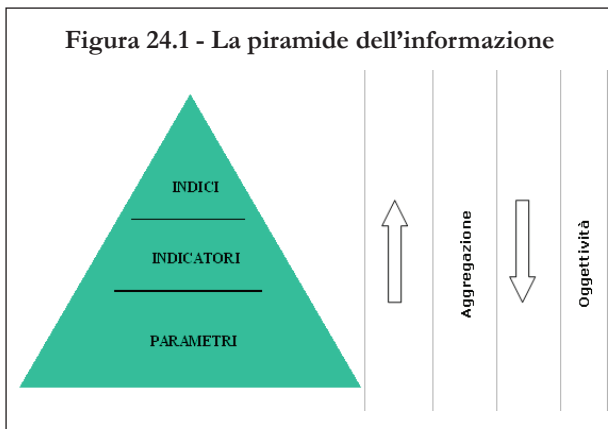 Figura 24.1 - La piramide dell'informazione
INDICI
INDICATORI
PARAMETRI
Aggregazione
Oggettività